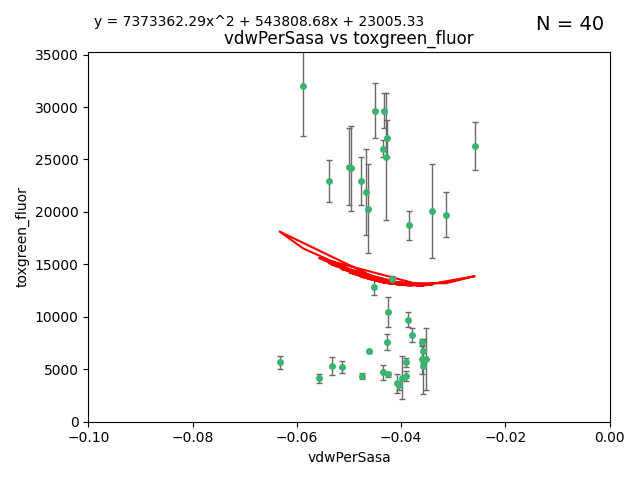 y = 7373362.29x^2 + 543808.68x + 23005.33
N = 40
vdwPerSasa vs toxgreen_fluor
35000
30000
25000
20000
15000
10000
5000
0
toxgreen_fluor
−0.10
−0.08
−0.06
−0.04
−0.02
0.00
vdwPerSasa